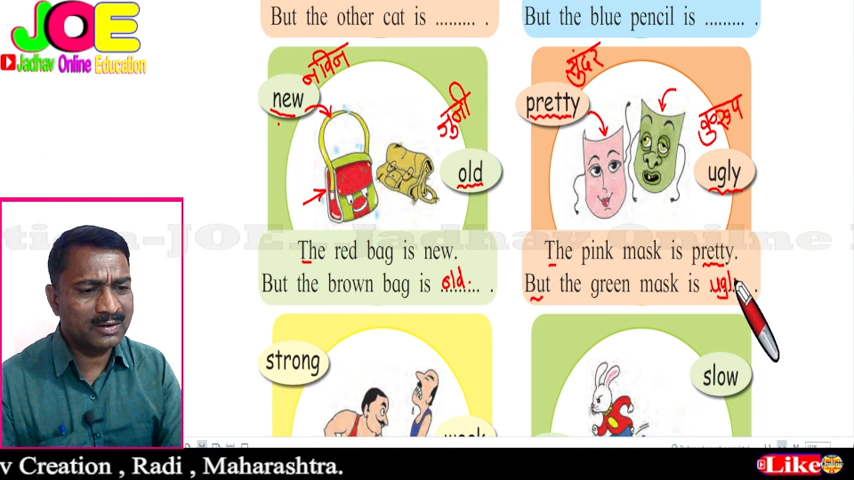 JOE
Jadhav Online Education
But the other cat is ......... .
But the blue pencil is ......... .
new
नविन
जुनी
old
pretty
सुंदर
कुरूप
ugly
The red bag is new.
But the brown bag is old......... .
The pink mask is pretty.
But the green mask is ugl... .
strong
slow
v Creation , Radi , Maharashtra.
Like